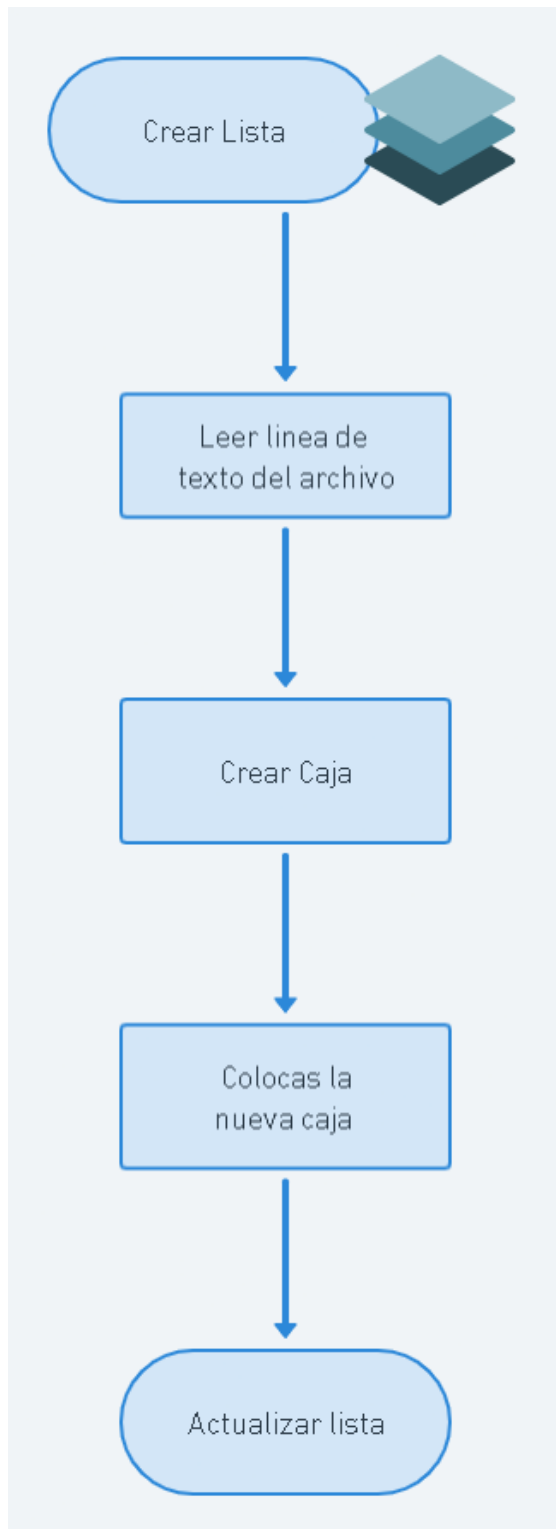 Crear Lista
Leer linea de
texto del archivo
Crear Caja
Colocas la
nueva caja
Actualizar lista